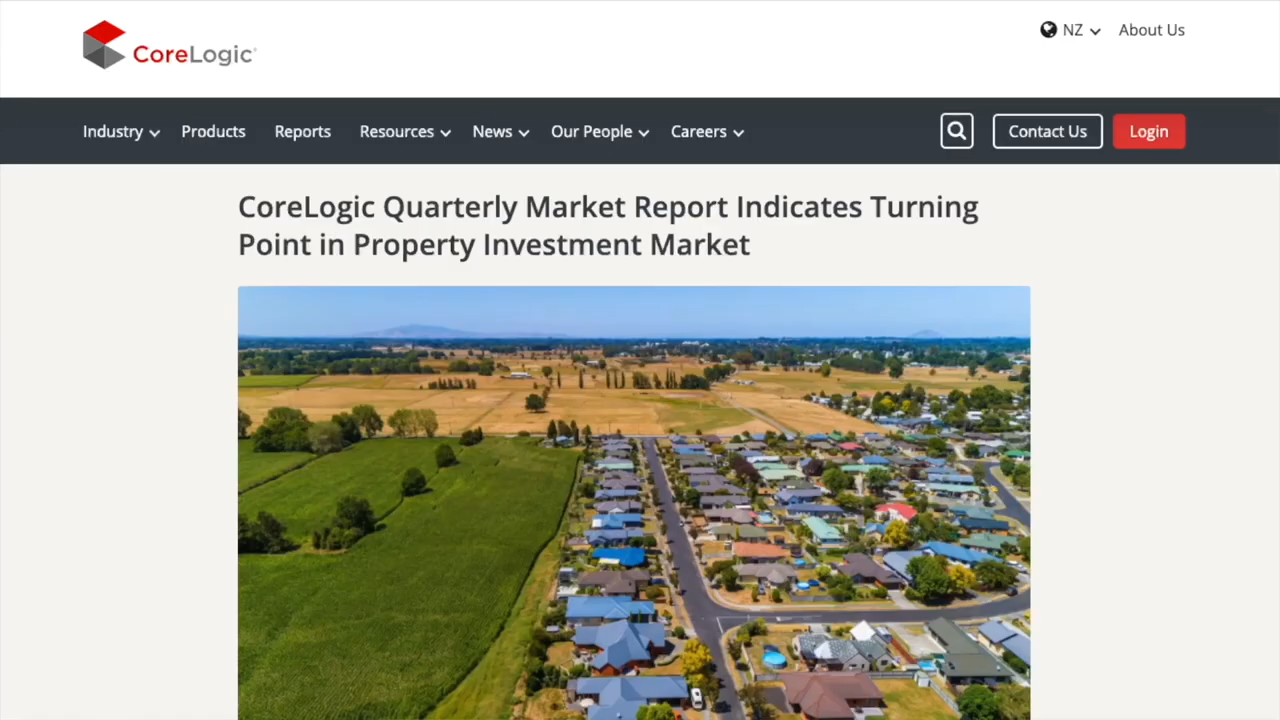 CoreLogic
NZ
About Us
Industry
Products
Reports
Resources
News
Our People
Careers
Contact Us
Login
CoreLogic Quarterly Market Report Indicates Turning
Point in Property Investment Market